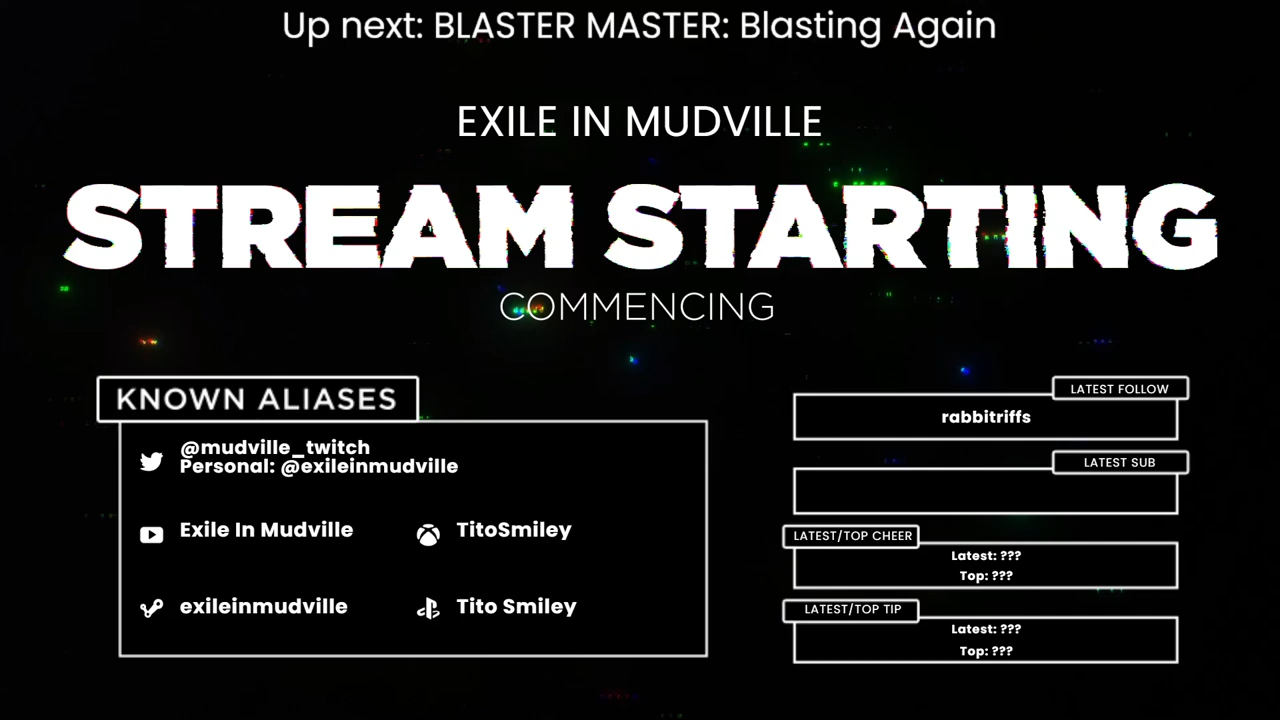 Up next: BLASTER MASTER: Blasting Again
EXILE IN MUDVILLE
STREAM STARTING
COMMENCING
KNOWN ALIASES
@mudville_twitch
Personal: @exileinmudville
Exile In Mudville
TitoSmiley
exileinmudville
Tito Smiley
LATEST FOLLOW
rabbitriffs
LATEST SUB
LATEST/TOP CHEER
Latest: ???
Top: ???
LATEST/TOP TIP
Latest: ???
Top: ???